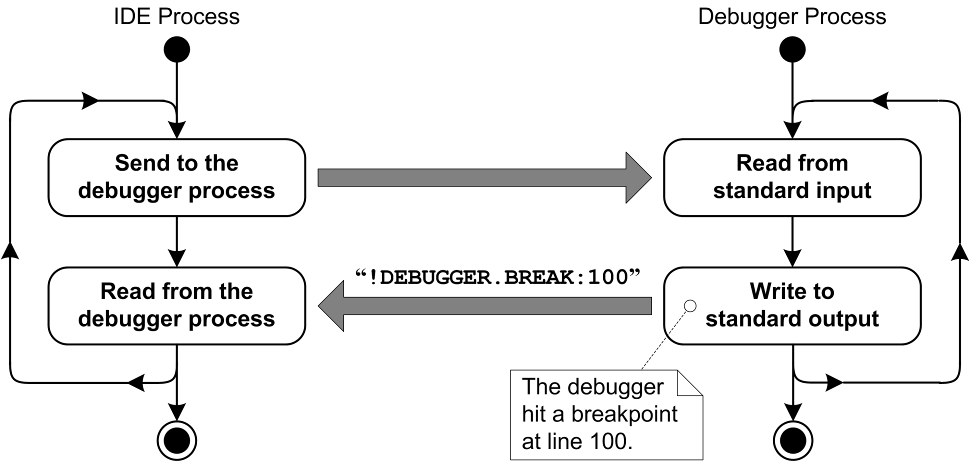 IDE Process
Debugger Process
Send to the
debugger process
Read from
standard input
“!DEBUGGER.BREAK:100”
Read from the
debugger process
Write to
standard output
The debugger
hit a breakpoint
at line 100.